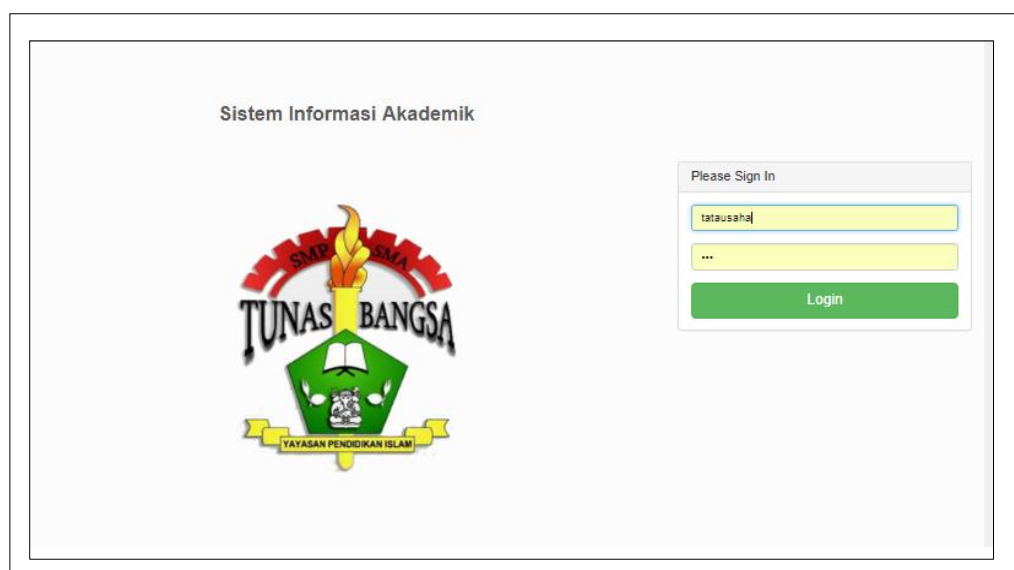 Sistem Informasi Akademik
Please Sign In
tatausaha
•••
Login
SMP SMA
TUNAS BANGSA
YAYASAN PENDIDIKAN ISLAM